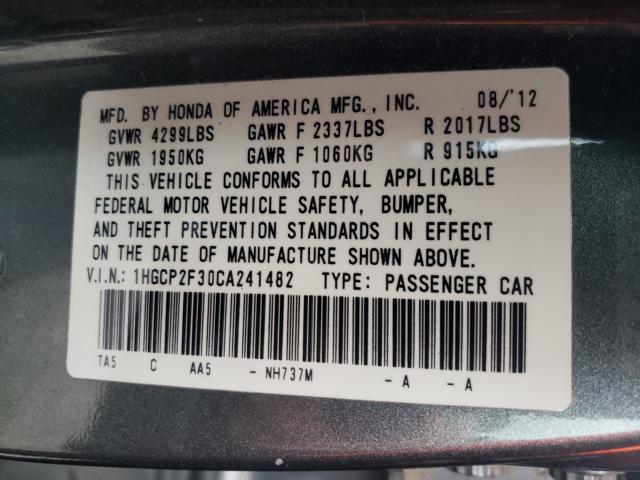 MFD. BY HONDA OF AMERICA MFG., INC. 08/'12
GVWR 4299LBS GAWR F 2337LBS R 2017LBS
GVWR 1950KG GAWR F 1060KG R 915KG
THIS VEHICLE CONFORMS TO ALL APPLICABLE
FEDERAL MOTOR VEHICLE SAFETY, BUMPER,
AND THEFT PREVENTION STANDARDS IN EFFECT
ON THE DATE OF MANUFACTURE SHOWN ABOVE.
V.I.N.: 1HGCP2F30CA241482 TYPE: PASSENGER CAR
TA5 C AA5 - NH737M - A - A